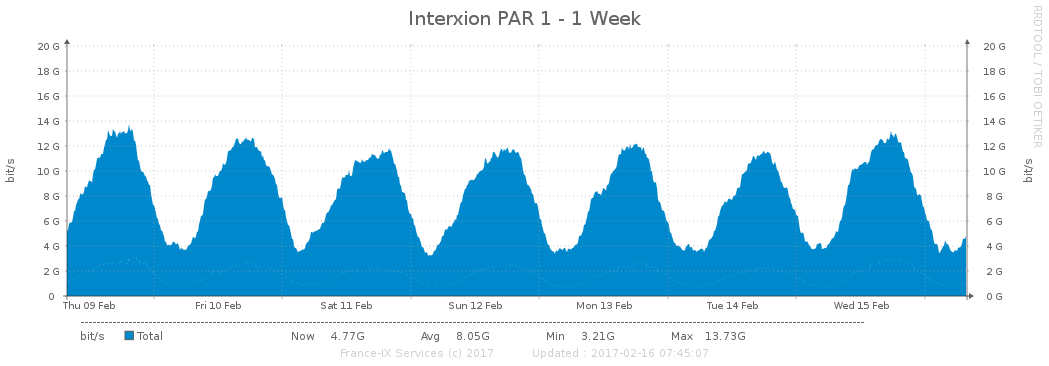 Interxion PAR 1 - 1 Week
RRDTOOL / TOBI OETIKER
bit/s
20 G
18 G
16 G
14 G
12 G
10 G
8 G
6 G
4 G
2 G
0
20 G
18 G
16 G
14 G
12 G
10 G
8 G
6 G
4 G
2 G
0 G
bit/s
Thu 09 Feb Fri 10 Feb Sat 11 Feb Sun 12 Feb Mon 13 Feb Tue 14 Feb Wed 15 Feb
bit/s Total Now 4.77G Avg 8.05G Min 3.21G Max 13.73G
France-IX Services (c) 2017 Updated : 2017-02-16 07:45:07